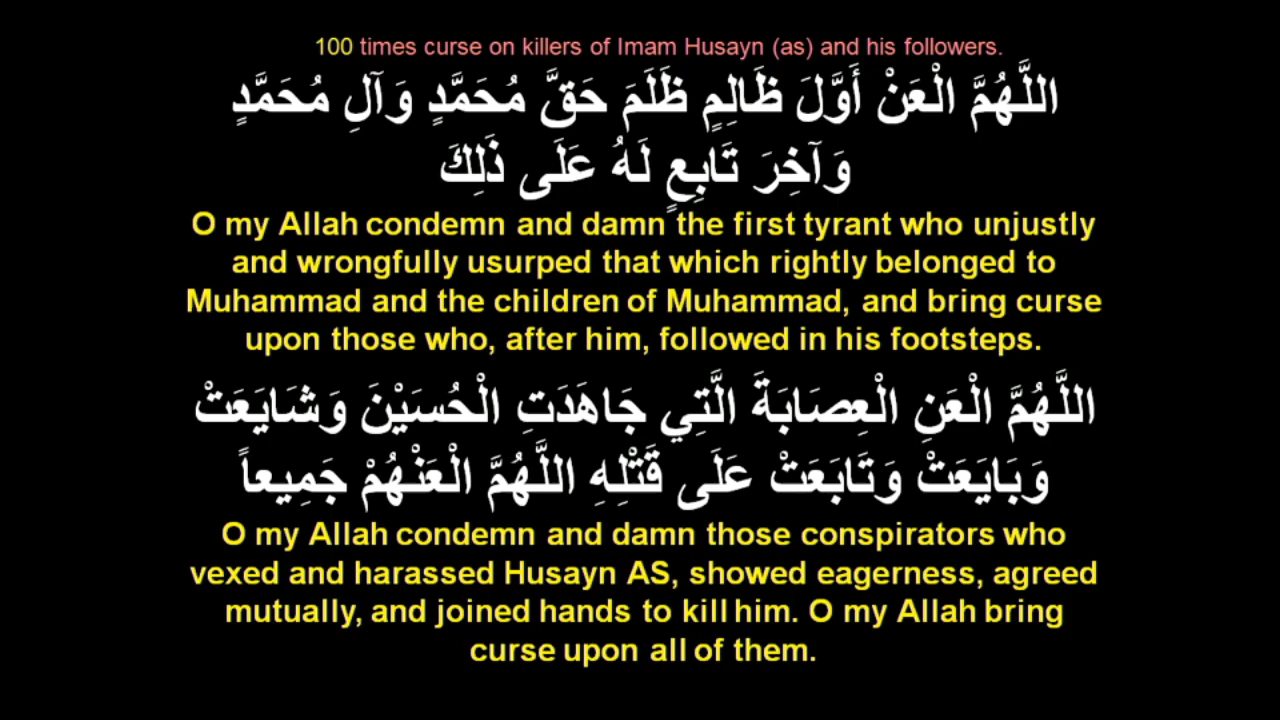 100 times curse on killers of Imam Husayn (as) and his followers.
اللَّهُمَّ الْعَنْ أَوَّلَ ظَالِمٍ ظَلَمَ حَقَّ مُحَمَّدٍ وَآلِ مُحَمَّدٍ
وَآخِرَ تَابِعٍ لَهُ عَلَى ذَلِكَ
O my Allah condemn and damn the first tyrant who unjustly
and wrongfully usurped that which rightly belonged to
Muhammad and the children of Muhammad, and bring curse
upon those who, after him, followed in his footsteps.
اللَّهُمَّ الْعَنِ الْعِصَابَةَ الَّتِي جَاهَدَتِ الْحُسَيْنَ وَشَايَعَتْ
وَبَايَعَتْ وَتَابَعَتْ عَلَى قَتْلِهِ اللَّهُمَّ الْعَنْهُمْ جَمِيعاً
O my Allah condemn and damn those conspirators who
vexed and harassed Husayn AS, showed eagerness, agreed
mutually, and joined hands to kill him. O my Allah bring
curse upon all of them.